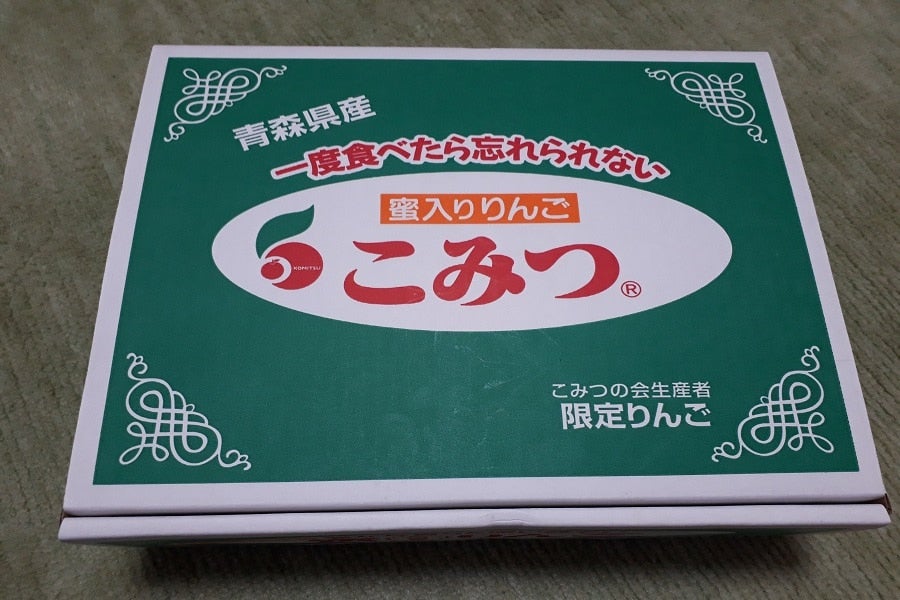 青森県産
一度食べたら忘れられない
蜜入りりんご
KOMITSU
こみつ®
こみつの会生産者
限定りんご